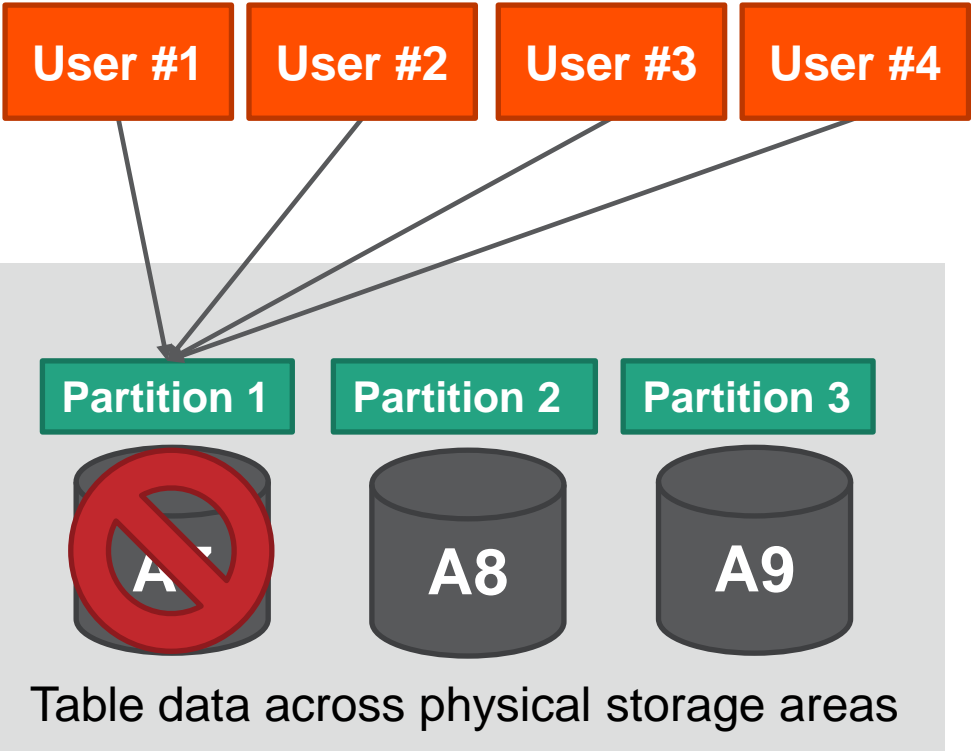 User #1
User #2
User #3
User #4
Partition 1
Partition 2
Partition 3
A8
A9
Table data across physical storage areas